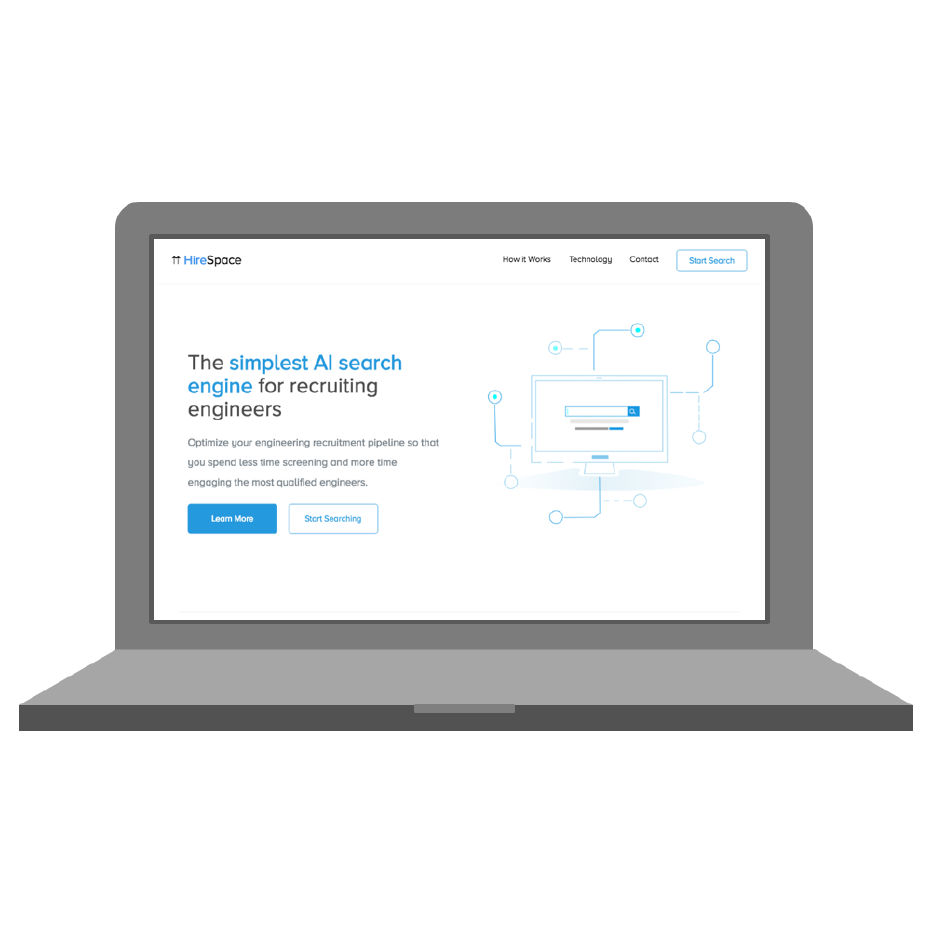 HireSpace
How it Works Technology Contact Start Search
The simplest AI search
engine for recruiting
engineers
Optimize your engineering recruitment pipeline so that
you spend less time screening and more time
engaging the most qualified engineers.
Learn More Start Searching